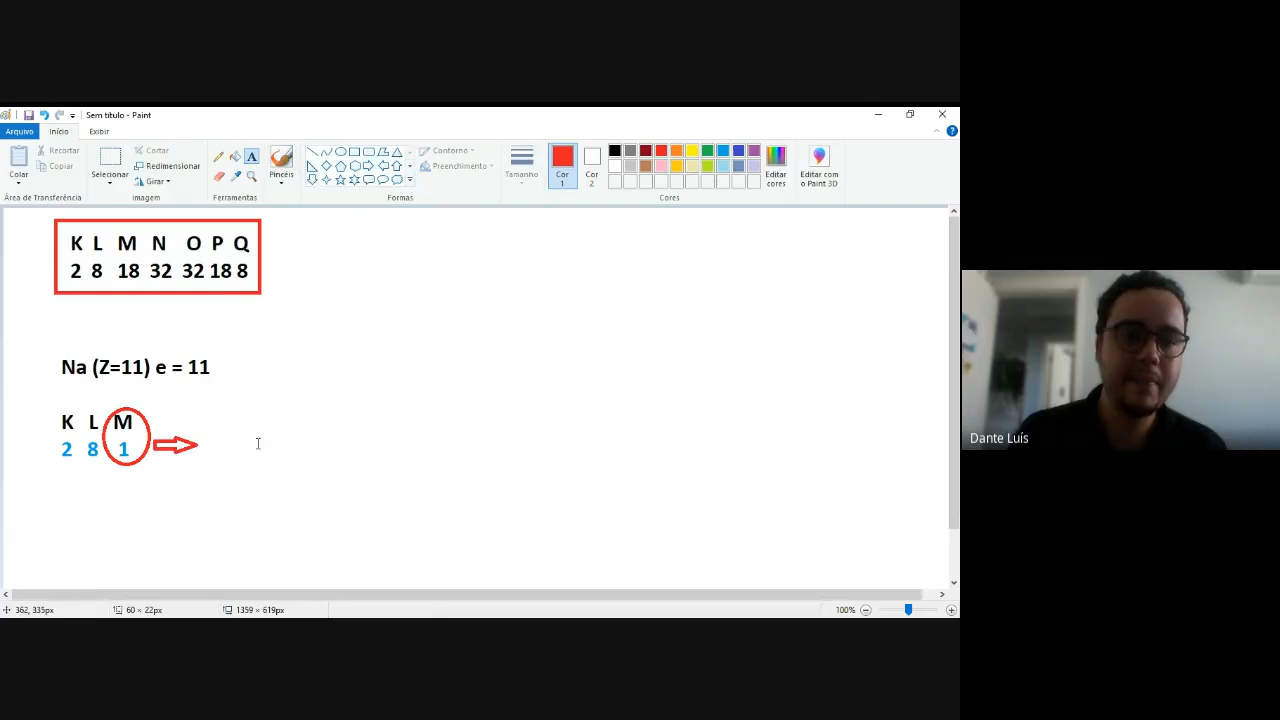 Sem título - Paint
Arquivo Início Exibir
Colar
Recortar
Copiar
Área de Transferência
Selecionar
Cortar
Redimensionar
Girar
Imagem
A
Ferramentas
Pincéis
Contorno
Preenchimento
Formas
Tamanho
Cor 1
Cor 2
Cores
Editar cores
Editar com o Paint 3D
K L M N O P Q
2 8 18 32 32 18 8
Na (Z=11) e = 11
K L M
2 8 1
Dante Luís
362, 335px
60 × 22px
1359 × 619px
100%